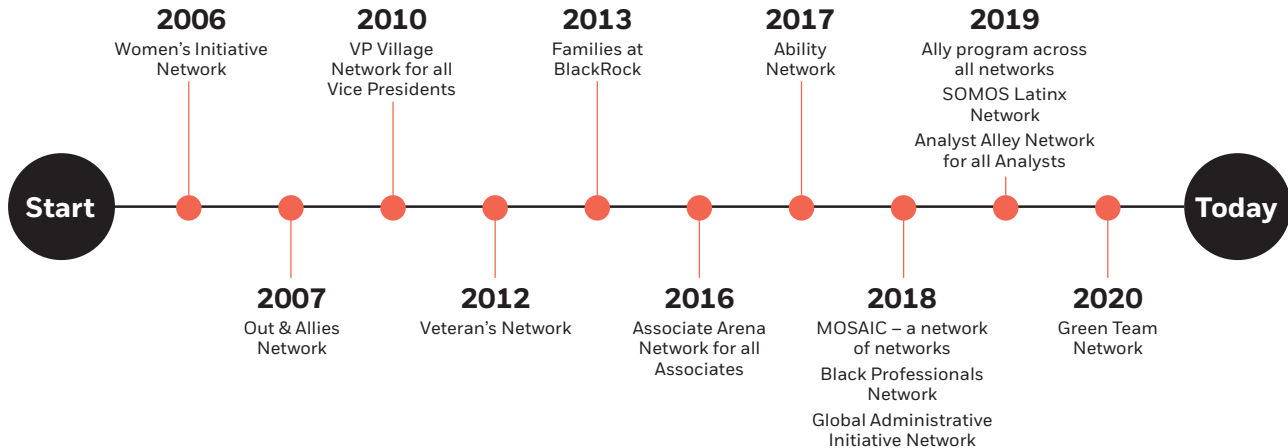 2006
Women’s Initiative
Network
2010
VP Village
Network for all
Vice Presidents
2013
Families at
BlackRock
2017
Ability
Network
2019
Ally program across
all networks
SOMOS Latinx
Network
Analyst Alley Network
for all Analysts
Start
Today
2007
Out & Allies
Network
2012
Veteran’s Network
2016
Associate Arena
Network for all
Associates
2018
MOSAIC – a network
of networks
Black Professionals
Network
Global Administrative
Initiative Network
2020
Green Team
Network